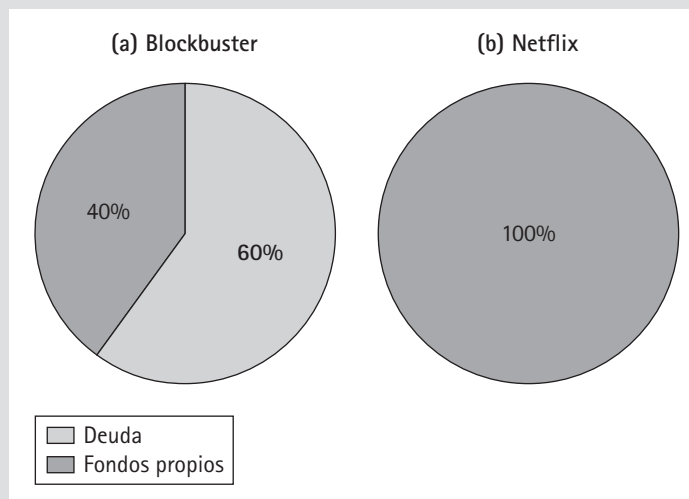 (a) Blockbuster
(b) Netflix
40%
60%
100%
Deuda
Fondos propios